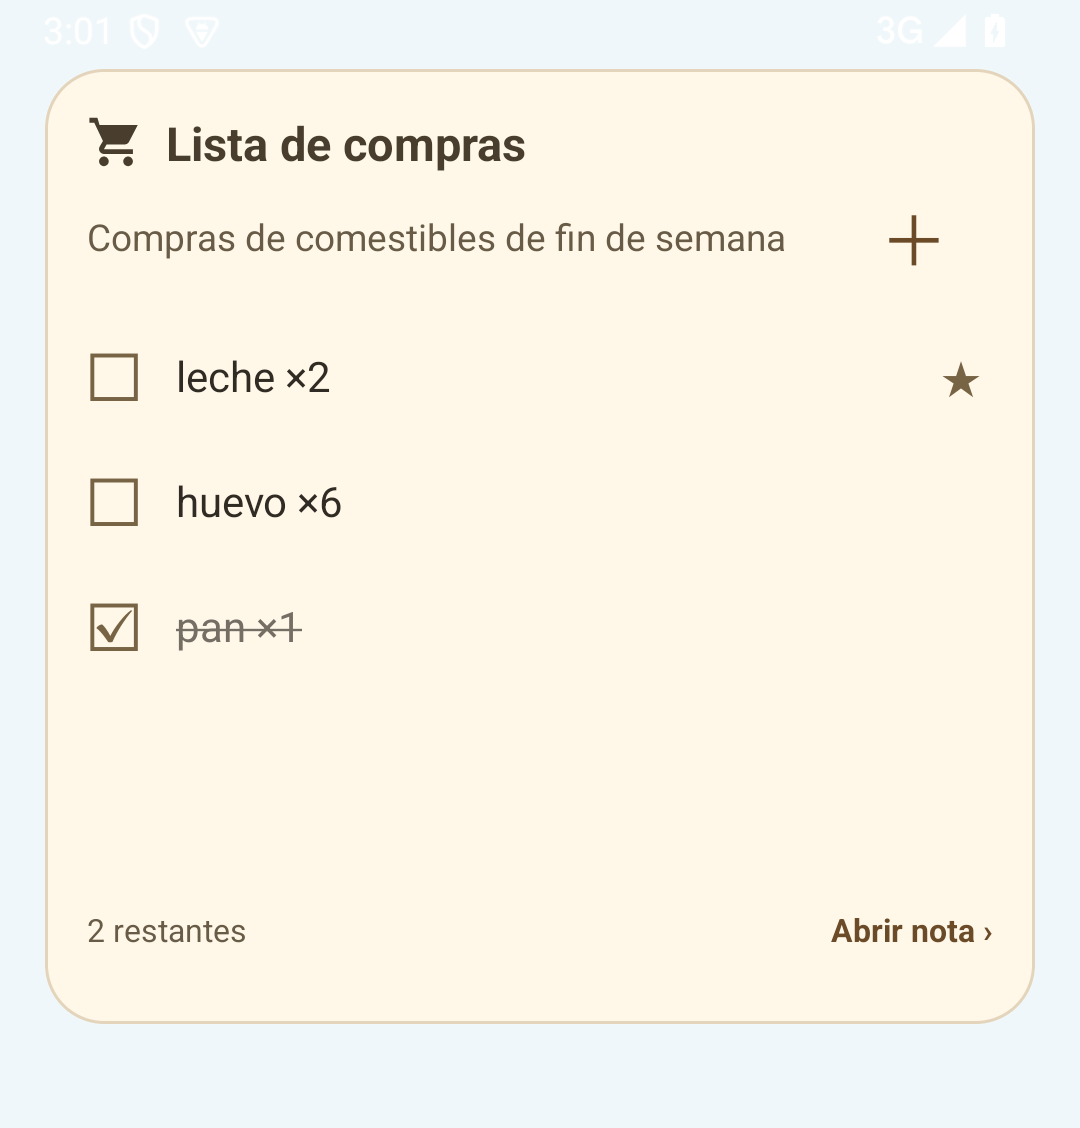 3:01 3G
Lista de compras
Compras de comestibles de fin de semana
leche ×2
huevo ×6
pan ×1
2 restantes
Abrir nota ›